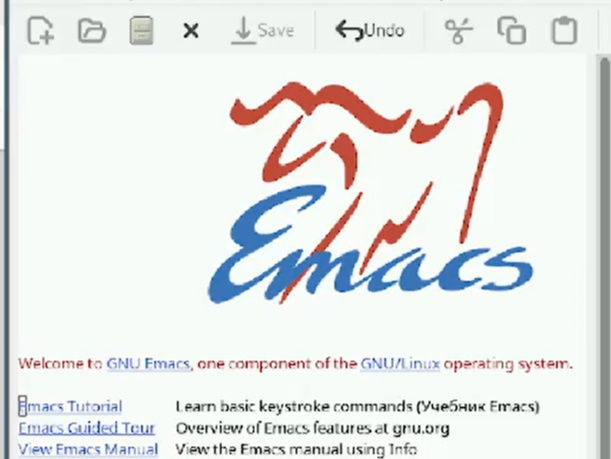 Save
Undo
Emacs
Welcome to GNU Emacs, one component of the GNU/Linux operating system.
Emacs Tutorial Learn basic keystroke commands (Учебник Emacs)
Emacs Guided Tour Overview of Emacs features at gnu.org
View Emacs Manual View the Emacs manual using Info